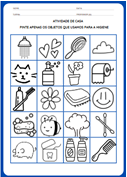 ATIVIDADE DE CASA
PINTE APENAS OS OBJETOS QUE USAMOS PARA A HIGIENE